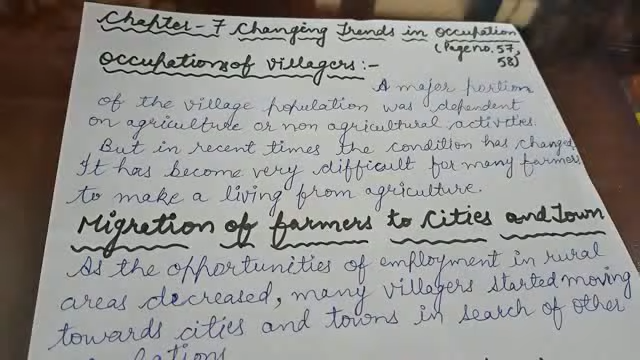 Chapter-7 Changing Trends in Occupation
(Page no. 57,
58)
Occupations of Villagers:-
A major portion
of the village population was dependent
on agriculture or non agricultural activities.
But in recent times the condition has changed,
It has become very difficult for many farmers
to make a living from agriculture.
Migration of farmers to Cities and Town
As the opportunities of employment in rural
areas decreased, many villagers started moving
towards cities and towns in search of other